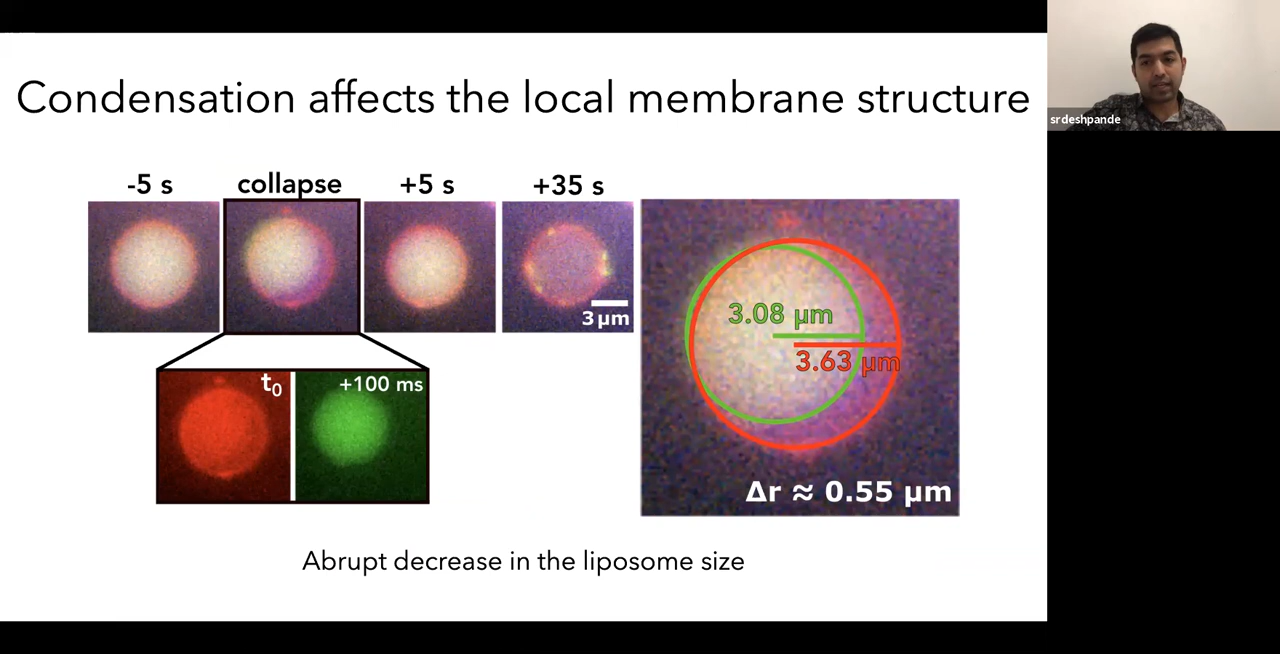 Condensation affects the local membrane structure
srdeshpande
-5 s
collapse
+5 s
+35 s
3 µm
t0
+100 ms
3.08 µm
3.63 µm
Δr ≈ 0.55 µm
Abrupt decrease in the liposome size